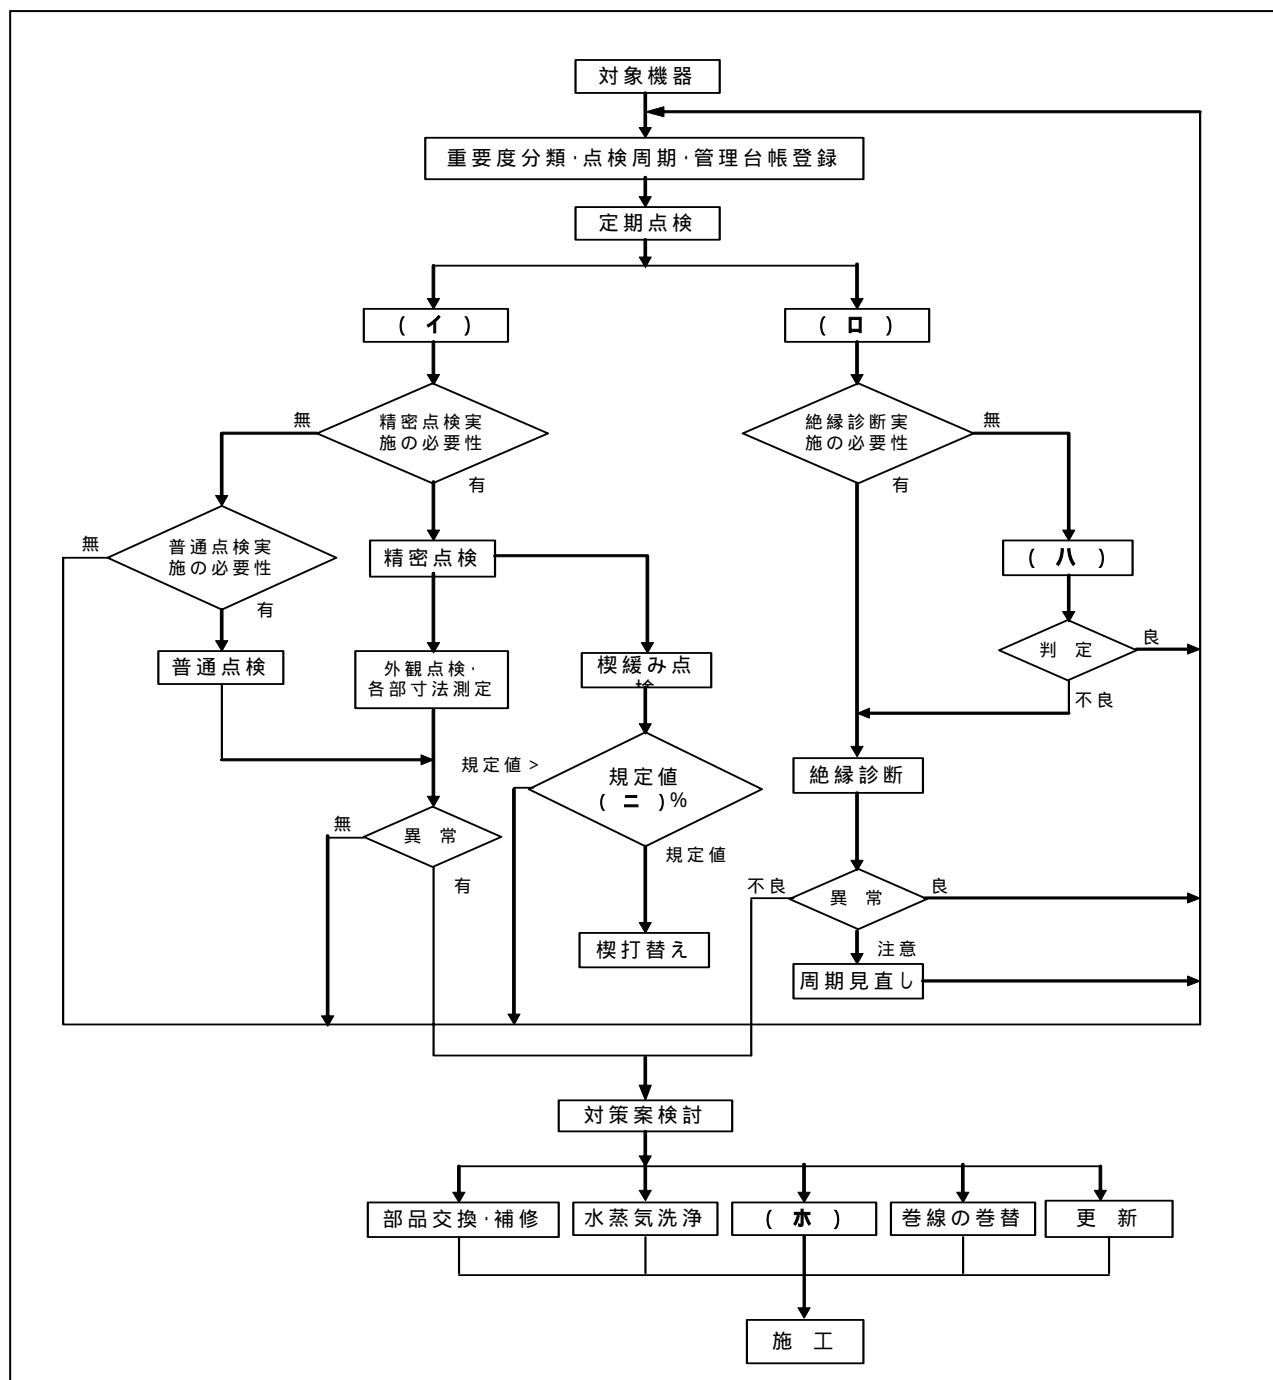 対象機器
重要度分類・点検周期・管理台帳登録
定期点検
( イ )
( ロ )
精密点検実
施の必要性
無
有
絶縁診断実
施の必要性
無
有
普通点検実
施の必要性
無
有
精密点検
( ハ )
普通点検
外観点検・
各部寸法測定
楔緩み点
判 定
良
不良
規定値>
規定値
( ニ )%
規定値
絶縁診断
無
異 常
有
不良
異 常
良
注意
楔打替え
周期見直し
対策案検討
部品交換・補修
水蒸気洗浄
( ホ )
巻線の巻替
更 新
施 工